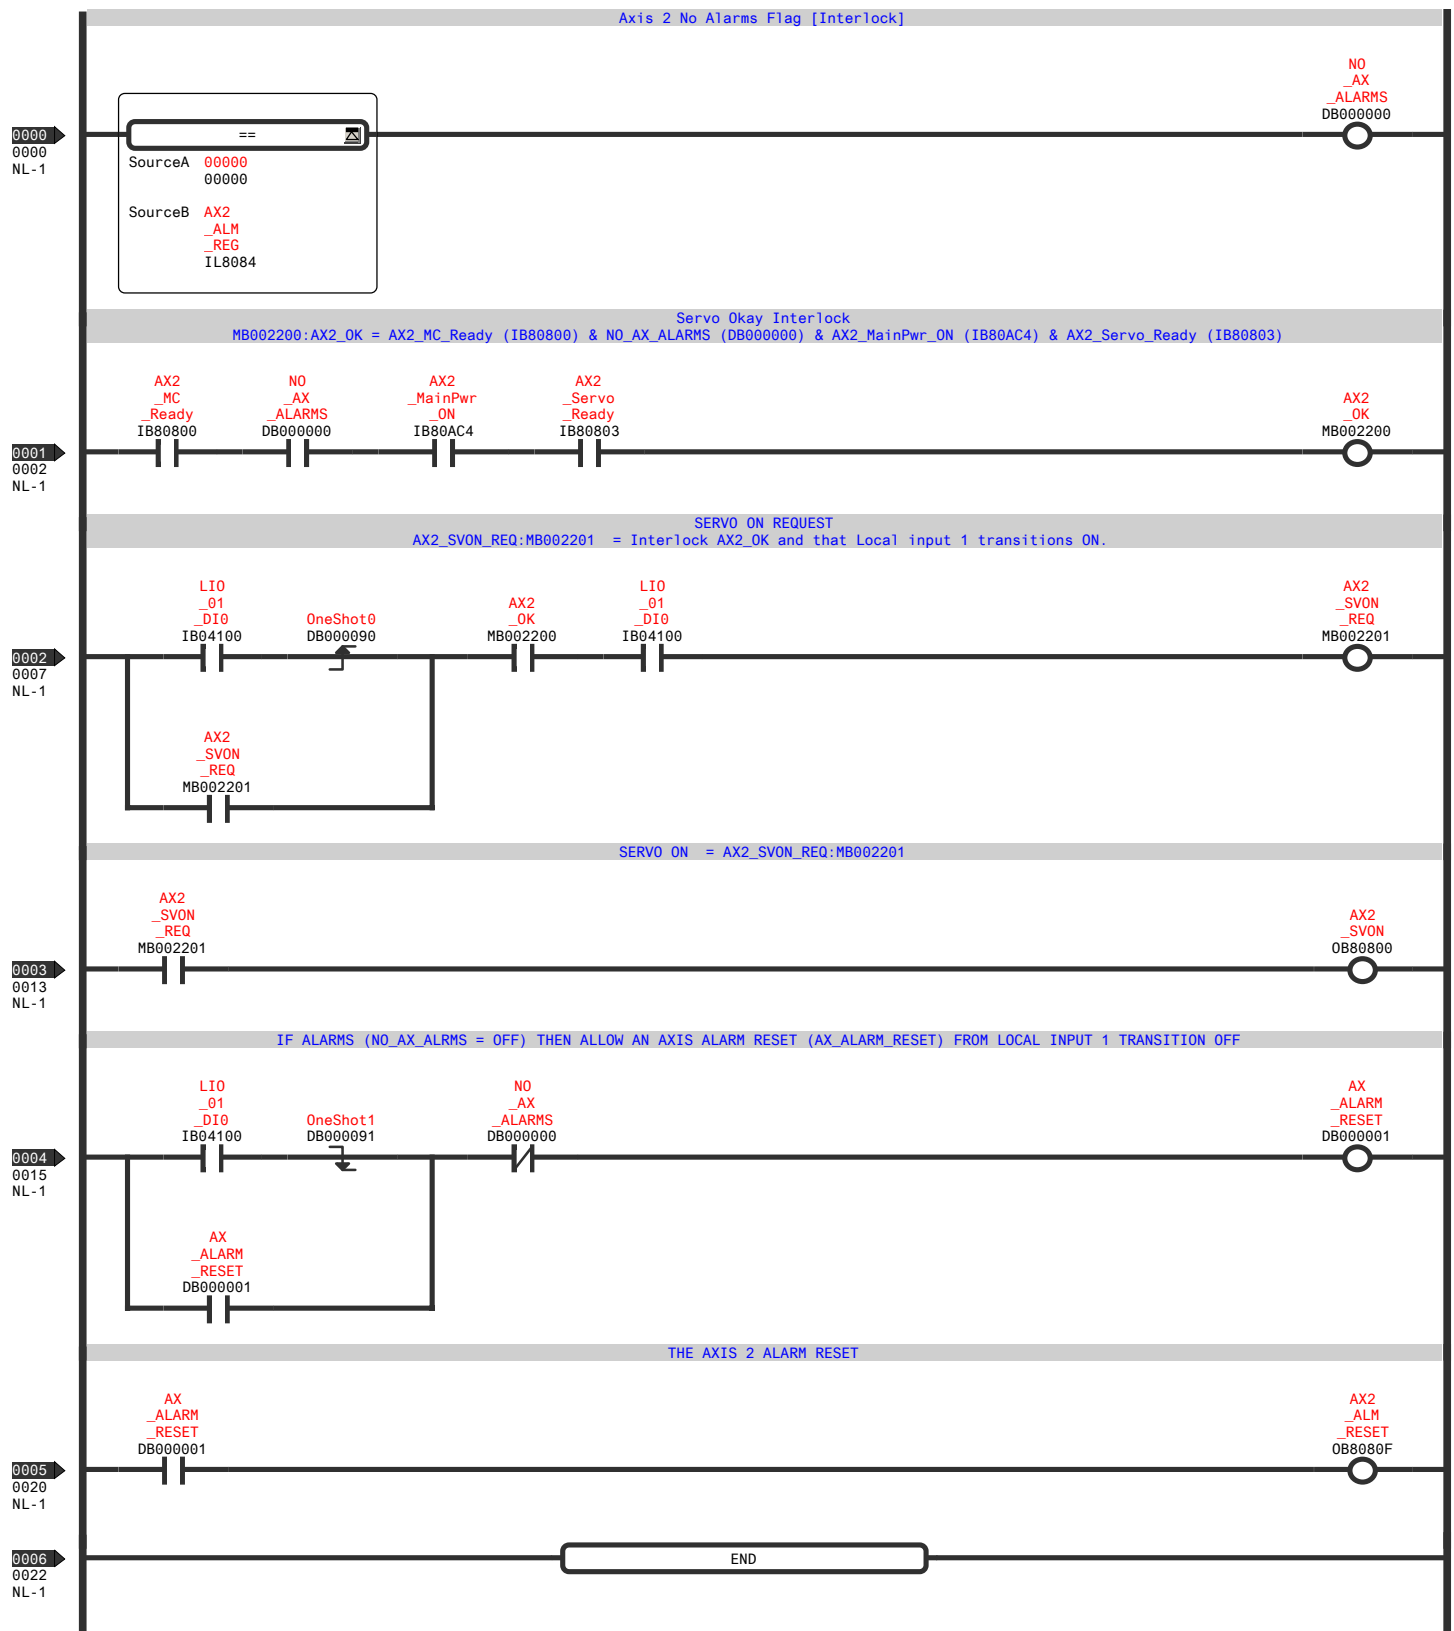 Axis 2 No Alarms Flag [Interlock]
NO
_AX
_ALARMS
DB000000
0000
0000
NL-1
==
SourceA 00000
00000
SourceB AX2
_ALM
_REG
IL8084
Servo Okay Interlock
MB002200:AX2_OK = AX2_MC_Ready (IB80800) & NO_AX_ALARMS (DB000000) & AX2_MainPwr_ON (IB80AC4) & AX2_Servo_Ready (IB80803)
AX2
_MC
_Ready
IB80800
NO
_AX
_ALARMS
DB000000
AX2
_MainPwr
_ON
IB80AC4
AX2
_Servo
_Ready
IB80803
AX2
_OK
MB002200
0001
0002
NL-1
SERVO ON REQUEST
AX2_SVON_REQ:MB002201  = Interlock AX2_OK and that Local input 1 transitions ON.
LIO
_01
_DI0
IB04100
OneShot0
DB000090
AX2
_OK
MB002200
LIO
_01
_DI0
IB04100
AX2
_SVON
_REQ
MB002201
0002
0007
NL-1
AX2
_SVON
_REQ
MB002201
SERVO ON  = AX2_SVON_REQ:MB002201
AX2
_SVON
_REQ
MB002201
AX2
_SVON
OB80800
0003
0013
NL-1
IF ALARMS (NO_AX_ALRMS = OFF) THEN ALLOW AN AXIS ALARM RESET (AX_ALARM_RESET) FROM LOCAL INPUT 1 TRANSITION OFF
LIO
_01
_DI0
IB04100
OneShot1
DB000091
NO
_AX
_ALARMS
DB000000
AX
_ALARM
_RESET
DB000001
0004
0015
NL-1
AX
_ALARM
_RESET
DB000001
THE AXIS 2 ALARM RESET
AX
_ALARM
_RESET
DB000001
AX2
_ALM
_RESET
OB8080F
0005
0020
NL-1
0006
0022
NL-1
END